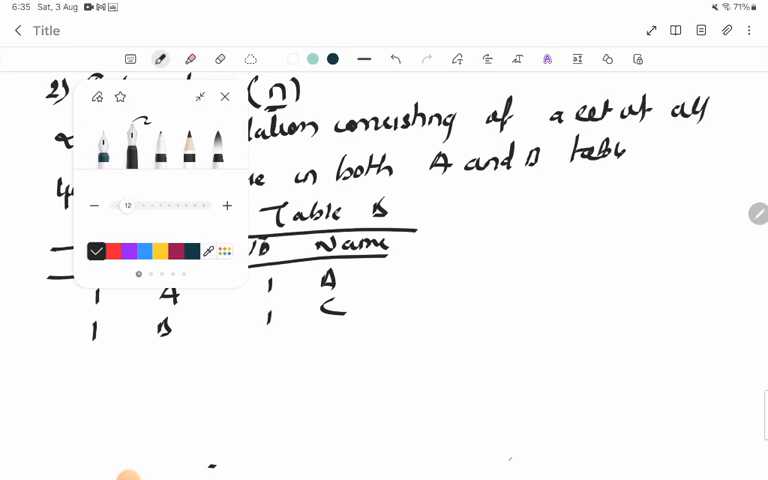 6:35 Sat, 3 Aug 71%
Title
2) (n)
lation consisting of a set of all
in both A and B table
Table B
ID Name
1 A 1 A
1 B 1 C
12